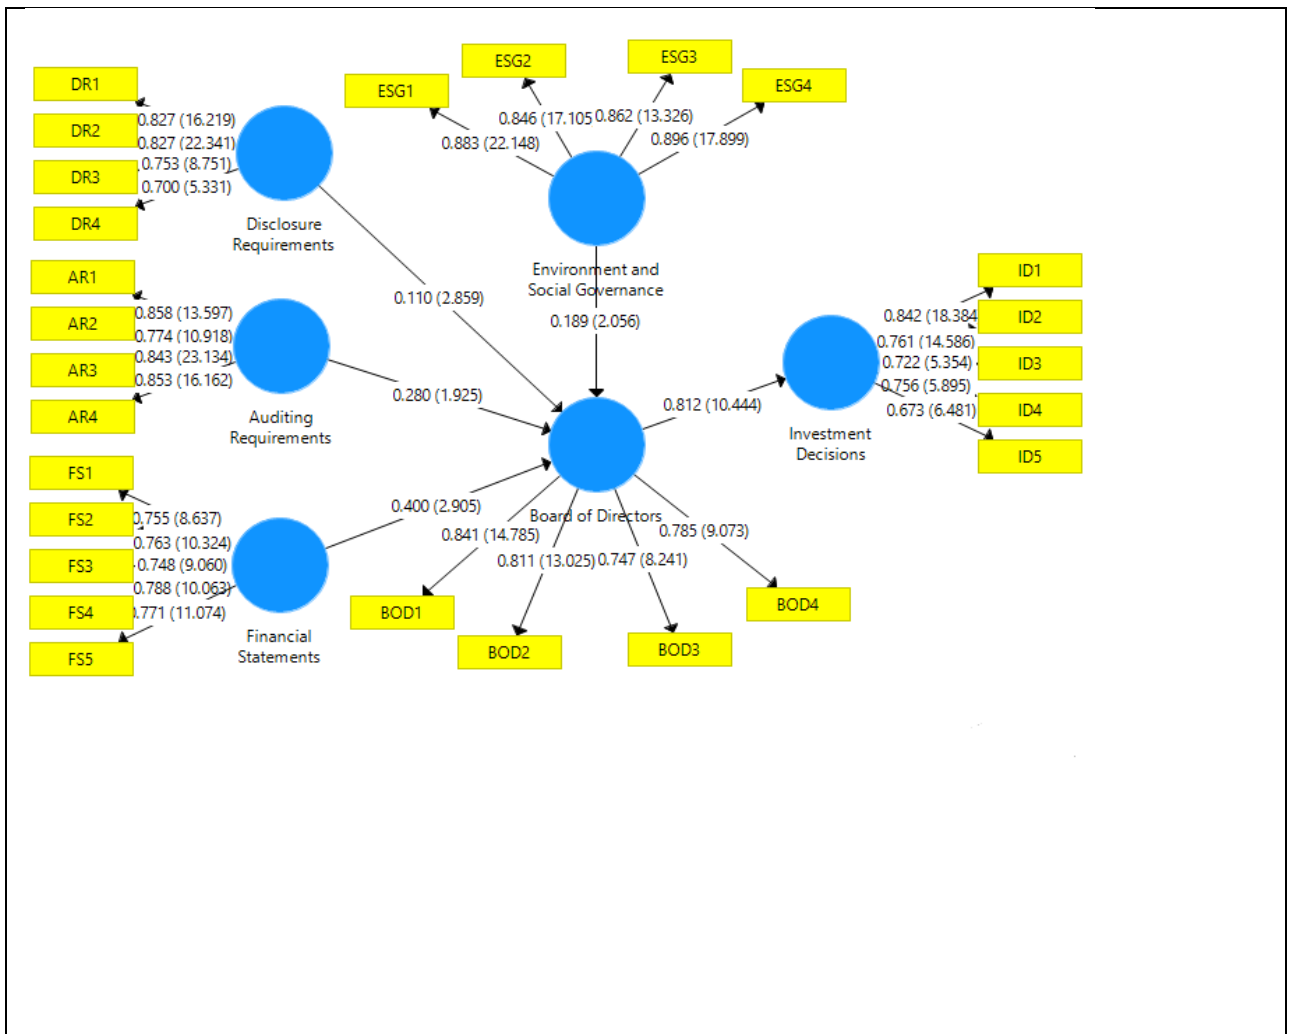 DR1
DR2
DR3
DR4
0.827 (16.219)
0.827 (22.341)
0.753 (8.751)
0.700 (5.331)
Disclosure
Requirements
ESG1
ESG2
ESG3
ESG4
0.883 (22.148)
0.846 (17.105
0.862 (13.326)
0.896 (17.899)
Environment and
Social Governance
0.110 (2.859)
0.189 (2.056)
AR1
AR2
AR3
AR4
0.858 (13.597)
0.774 (10.918)
0.843 (23.134)
0.853 (16.162)
Auditing
Requirements
0.280 (1.925)
FS1
FS2
FS3
FS4
FS5
0.755 (8.637)
0.763 (10.324)
0.748 (9.060)
0.788 (10.063)
0.771 (11.074)
Financial
Statements
0.400 (2.905)
Board of Directors
0.841 (14.785)
0.811 (13.025)
0.747 (8.241)
0.785 (9.073)
BOD1
BOD2
BOD3
BOD4
0.812 (10.444)
Investment
Decisions
0.842 (18.384
0.761 (14.586)
0.722 (5.354)
0.756 (5.895)
0.673 (6.481)
ID1
ID2
ID3
ID4
ID5